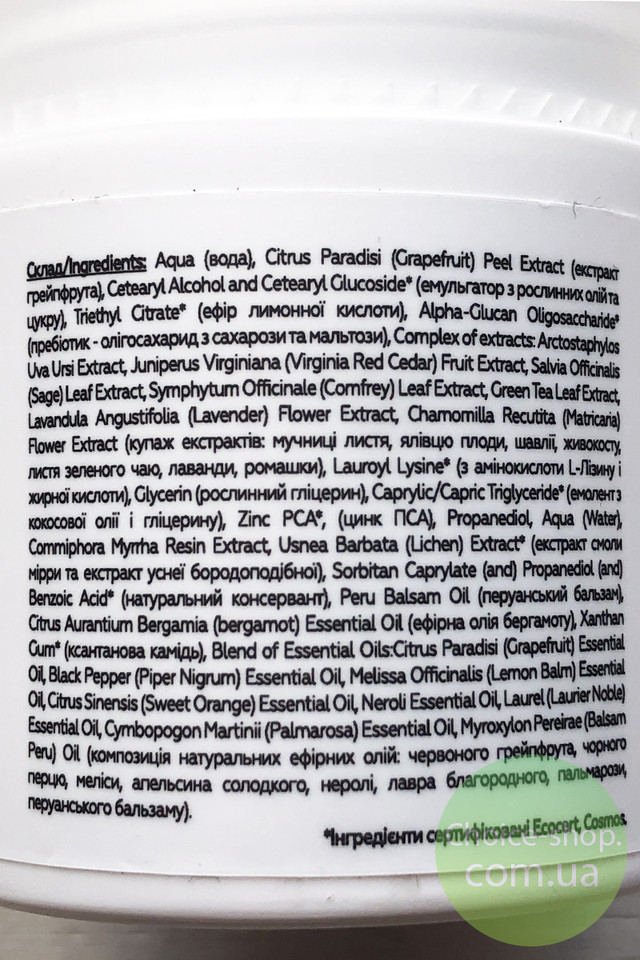 Склад/Ingredients: Aqua (вода), Citrus Paradisi (Grapefruit) Peel Extract (екстракт
грейпфрута), Cetearyl Alcohol and Cetearyl Glucoside* (емульгатор з рослинних олій та
цукру), Triethyl Citrate* (ефір лимонної кислоти), Alpha-Glucan Oligosaccharide*
(пребіотик - олігосахарид з сахарози та мальтози), Complex of extracts: Arctostaphylos
Uva Ursi Extract, Juniperus Virginiana (Virginia Red Cedar) Fruit Extract, Salvia Officinalis
(Sage) Leaf Extract, Symphytum Officinale (Comfrey) Leaf Extract, Green Tea Leaf Extract,
Lavandula Angustifolia (Lavender) Flower Extract, Chamomilla Recutita (Matricaria)
Flower Extract (купаж екстрактів: мучниці листя, ялівцю плоди, шавлії, живокосту,
листя зеленого чаю, лаванди, ромашки), Lauroyl Lysine* (з амінокислоти L-Лізину і
жирної кислоти), Glycerin (рослинний гліцерин), Caprylic/Capric Triglyceride* (емолент з
кокосової олії і гліцерину), Zinc PCA*, (цинк ПСА), Propanediol, Aqua (Water),
Commiphora Myrrha Resin Extract, Usnea Barbata (Lichen) Extract* (екстракт смоли
мірри та екстракт уснеї бородоподібної), Sorbitan Caprylate (and) Propanediol (and)
Benzoic Acid* (натуральний консервант), Peru Balsam Oil (перуанський бальзам),
Citrus Aurantium Bergamia (bergamot) Essential Oil (ефірна олія бергамоту), Xanthan
Gum* (ксантанова камідь), Blend of Essential Oils:Citrus Paradisi (Grapefruit) Essential
Oil, Black Pepper (Piper Nigrum) Essential Oil, Melissa Officinalis (Lemon Balm) Essential
Oil, Citrus Sinensis (Sweet Orange) Essential Oil, Neroli Essential Oil, Laurel (Laurier Noble)
Essential Oil, Cymbopogon Martinii (Palmarosa) Essential Oil, Myroxylon Pereirae (Balsam
Peru) Oil (композиція натуральних ефірних олій: червоного грейпфрута, чорного
перцю, меліси, апельсина солодкого, неролі, лавра благородного, пальмарози,
перуанського бальзаму).
*Інгредієнти сертифіковані Ecocert, Cosmos.
Choice-shop.
com.ua